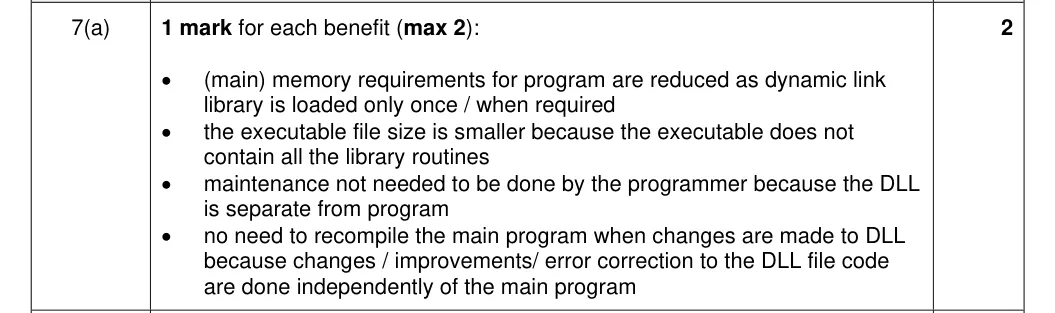 7(a) 1 mark for each benefit (max 2): 2
• (main) memory requirements for program are reduced as dynamic link
library is loaded only once / when required
• the executable file size is smaller because the executable does not
contain all the library routines
• maintenance not needed to be done by the programmer because the DLL
is separate from program
• no need to recompile the main program when changes are made to DLL
because changes / improvements/ error correction to the DLL file code
are done independently of the main program